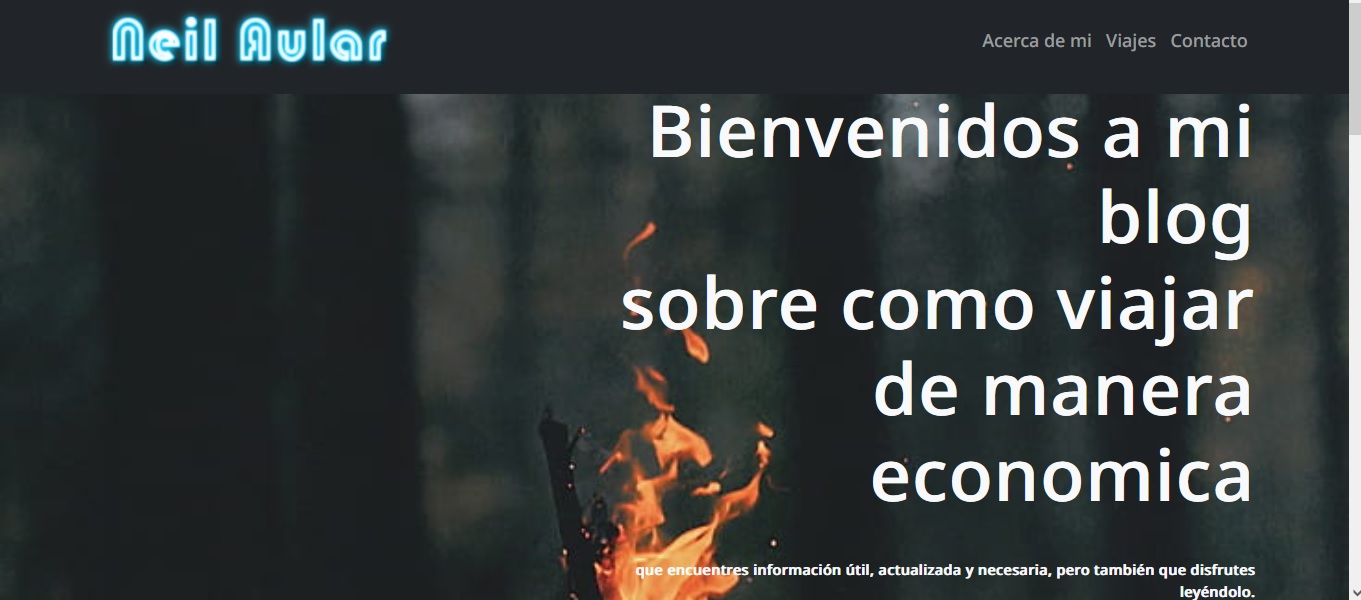 Neil Aular
Acerca de mi Viajes Contacto
Bienvenidos a mi
blog
sobre como viajar
de manera
economica
que encuentres información útil, actualizada y necesaria, pero también que disfrutes
leyéndolo.